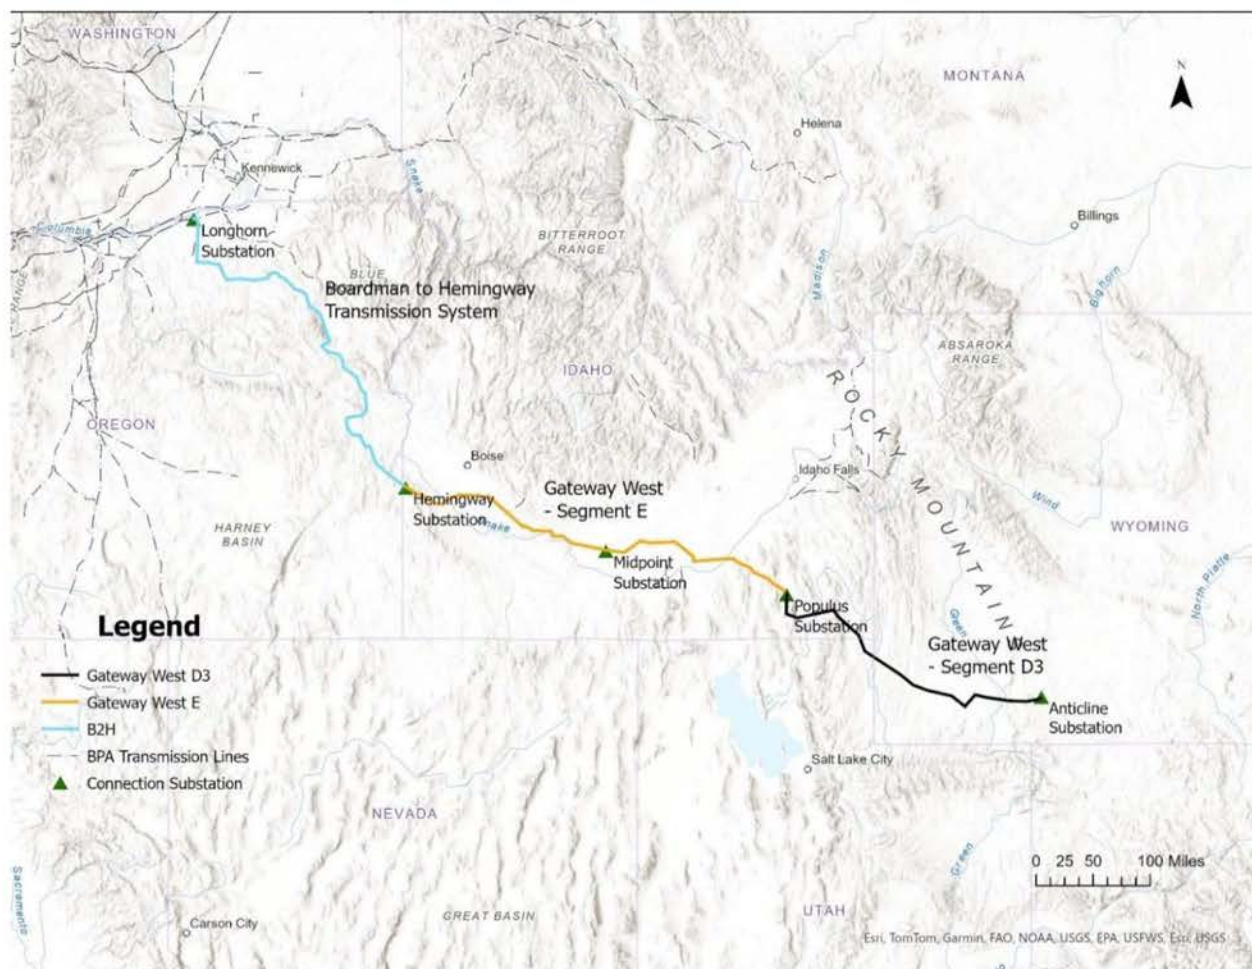 WASHINGTON
MONTANA
N
Helena
Kennewick
Snake
Columbia
Longhorn
Substation
Billings
BITTERROOT
RANGE
Madison
Bighorn
RANGE
BLUE
Boardman to Hemingway
Transmission System
ABSAROKA
RANGE
IDAHO
ROCKY MOUNTAIN
OREGON
Boise
Idaho Falls
Gateway West
- Segment E
Hemingway
Substation
Snake
Wind
WYOMING
HARNEY
BASIN
Midpoint
Substation
North Platte
Populus
Substation
Green
Legend
Gateway West
- Segment D3
Gateway West D3
Gateway West E
B2H
BPA Transmission Lines
Connection Substation
Anticline
Substation
Salt Lake City
NEVADA
Green
0 25 50 100 Miles
Sacramento
Carson City
GREAT BASIN
UTAH
Esri, TomTom, Garmin, FAO, NOAA, USGS, EPA, USFWS, Esri, USGS